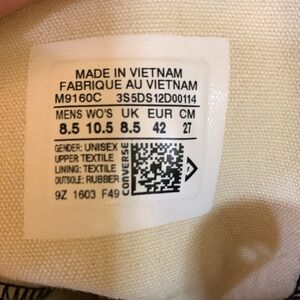 MADE IN VIETNAM
FABRIQUE AU VIETNAM
M9160C 3S5DS12D00114
MENS WO'S UK EUR CM
8.5 10.5 8.5 42 27
GENDER: UNISEX
UPPER TEXTILE
LINING: TEXTILE
OUTSOLE: RUBBER
9Z 1603 F49
CONVERSE